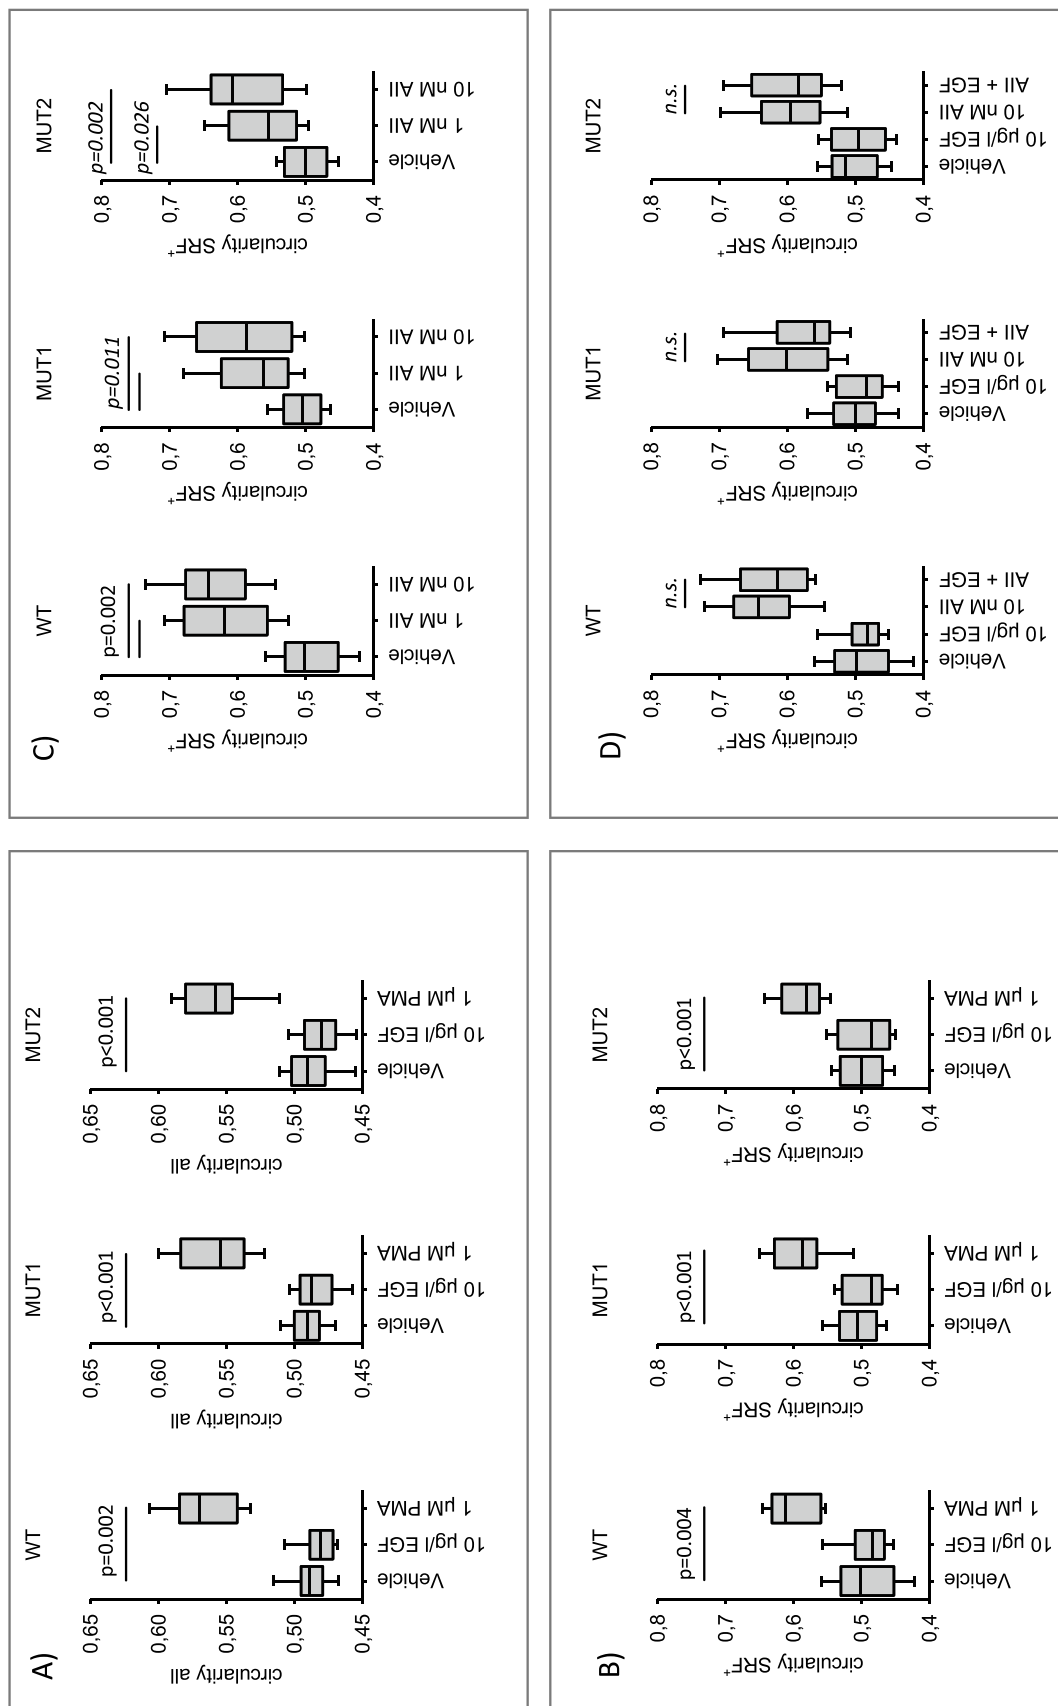 A)
WT
p=0.002
0,65
0,60
0,55
0,50
0,45
circularity all
Vehicle
10 µg/l EGF
1 µM PMA
MUT1
p<0.001
0,65
0,60
0,55
0,50
0,45
circularity all
Vehicle
10 µg/l EGF
1 µM PMA
MUT2
p<0.001
0,65
0,60
0,55
0,50
0,45
circularity all
Vehicle
10 µg/l EGF
1 µM PMA
B)
WT
p=0.004
0,8
0,7
0,6
0,5
0,4
circularity SRF+
Vehicle
10 µg/l EGF
1 µM PMA
MUT1
p<0.001
0,8
0,7
0,6
0,5
0,4
circularity SRF+
Vehicle
10 µg/l EGF
1 µM PMA
MUT2
p<0.001
0,8
0,7
0,6
0,5
0,4
circularity SRF+
Vehicle
10 µg/l EGF
1 µM PMA
C)
WT
p=0.002
0,8
0,7
0,6
0,5
0,4
circularity SRF+
Vehicle
1 nM AII
10 nM AII
MUT1
p=0.011
0,8
0,7
0,6
0,5
0,4
circularity SRF+
Vehicle
1 nM AII
10 nM AII
MUT2
p=0.002
p=0.026
0,8
0,7
0,6
0,5
0,4
circularity SRF+
Vehicle
1 nM AII
10 nM AII
D)
WT
n.s.
0,8
0,7
0,6
0,5
0,4
circularity SRF+
Vehicle
10 µg/l EGF
10 nM AII
AII + EGF
MUT1
n.s.
0,8
0,7
0,6
0,5
0,4
circularity SRF+
Vehicle
10 µg/l EGF
10 nM AII
AII + EGF
MUT2
n.s.
0,8
0,7
0,6
0,5
0,4
circularity SRF+
Vehicle
10 µg/l EGF
10 nM AII
AII + EGF